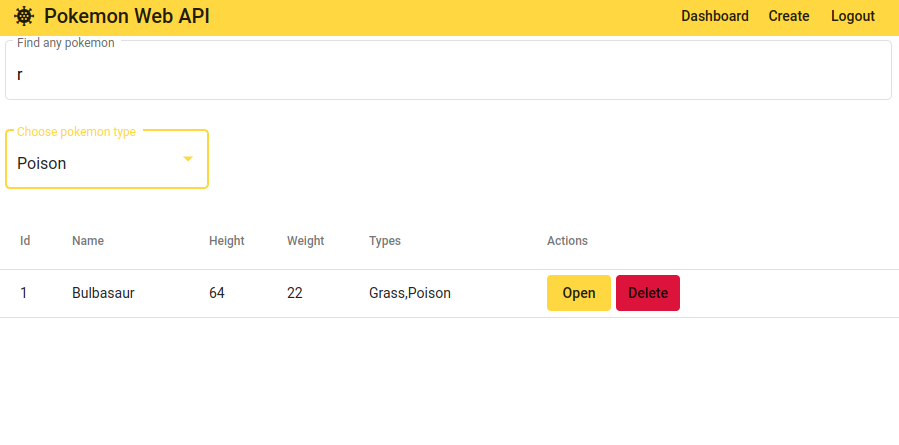 Pokemon Web API Dashboard Create Logout
Find any pokemon
r
Choose pokemon type
Poison
Id Name Height Weight Types Actions
1 Bulbasaur 64 22 Grass,Poison Open Delete